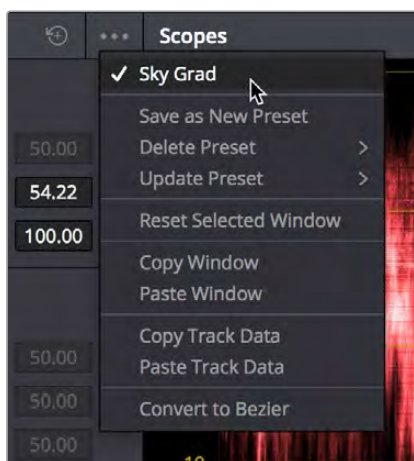 Scopes
✓ Sky Grad
Save as New Preset
50.00
Delete Preset >
54.22
Update Preset >
100.00
Reset Selected Window
Copy Window
Paste Window
Copy Track Data
50.00
Paste Track Data
50.00
Convert to Bezier
50.00
10